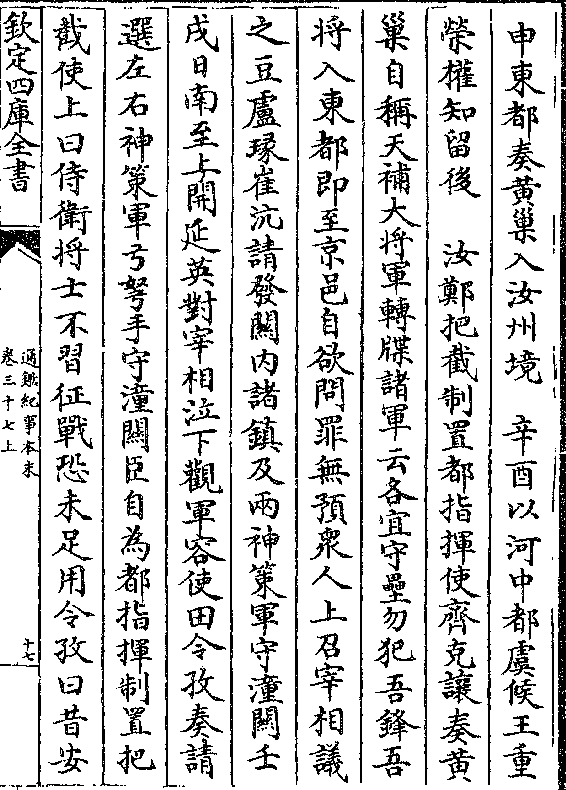 申東都奏黃巢入汝州境　辛酉以河中都虞候王重
榮權知留後　汝鄭把截制置都指揮使齊克讓奏黃
巢自稱天補大將軍轉牒諸軍云各宜守壘勿犯吾鋒吾
將入東都即至京邑自欲問罪無預衆人上召宰相議
之豆盧瑑崔沆請發關内諸鎮及兩神策軍守潼關壬
戌日南至上開延英對宰相泣下觀軍容使田令孜奏請
選左右神策軍弓弩手守潼關臣自為都指揮制置把
截使上曰侍衛將士不習征戰恐未足用令孜曰昔安
欽定四庫全書
通鑑紀事本末
卷三十七上
十七